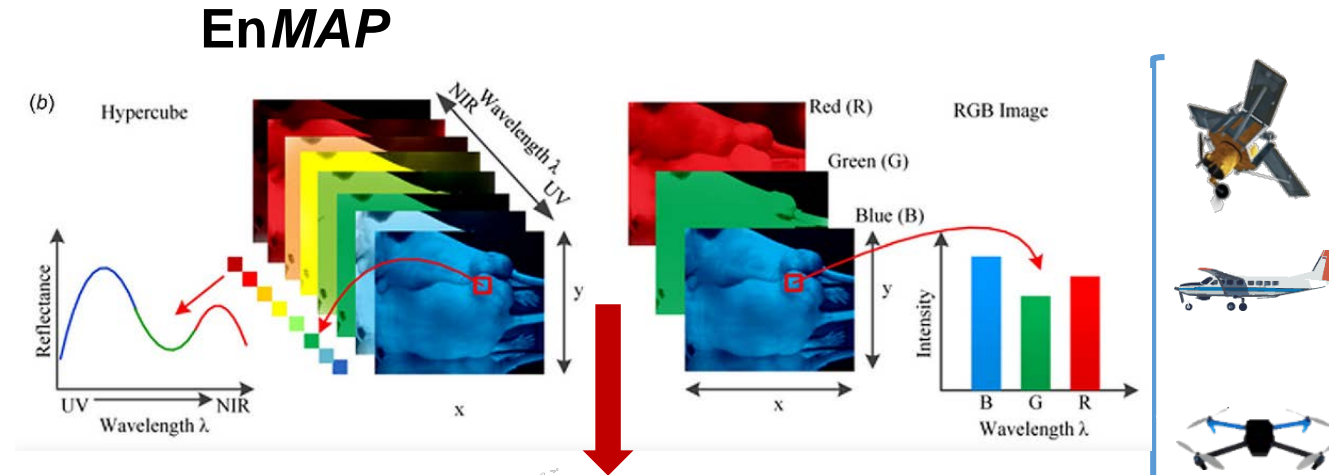 EnMAP
(b)
Hypercube
NIR
Wavelength λ
UV
Reflectance
UV
NIR
Wavelength λ
y
x
Red (R)
Green (G)
Blue (B)
y
x
RGB Image
Intensity
B G R
Wavelength λ